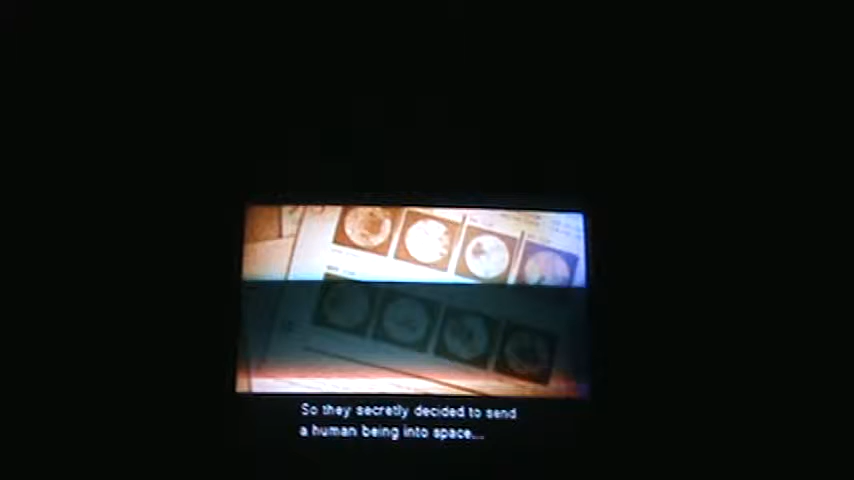 So they secretly decided to send
a human being into space...